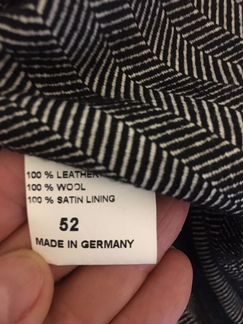 100 % LEATHER
100 % WOOL
100 % SATIN LINING
52
MADE IN GERMANY